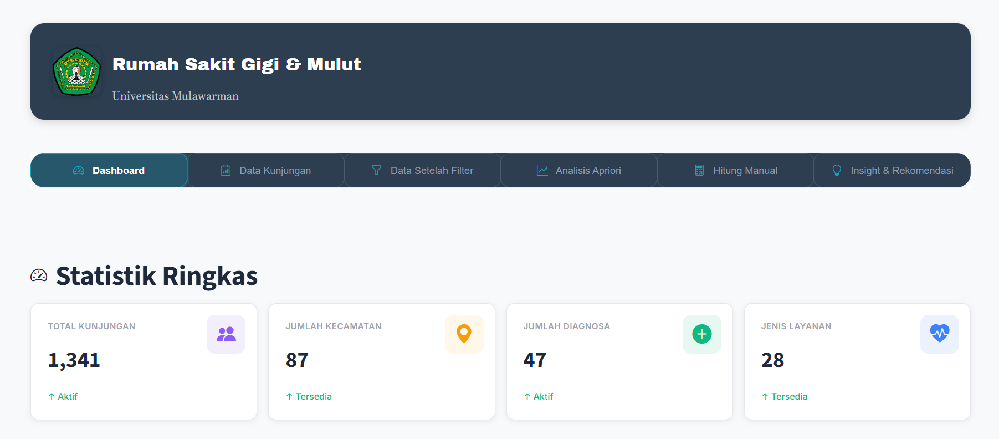 Rumah Sakit Gigi & Mulut
Universitas Mulawarman
Dashboard
Data Kunjungan
Data Setelah Filter
Analisis Apriori
Hitung Manual
Insight & Rekomendasi
Statistik Ringkas
TOTAL KUNJUNGAN
1,341
↑ Aktif
JUMLAH KECAMATAN
87
↑ Tersedia
JUMLAH DIAGNOSA
47
↑ Aktif
JENIS LAYANAN
28
↑ Tersedia